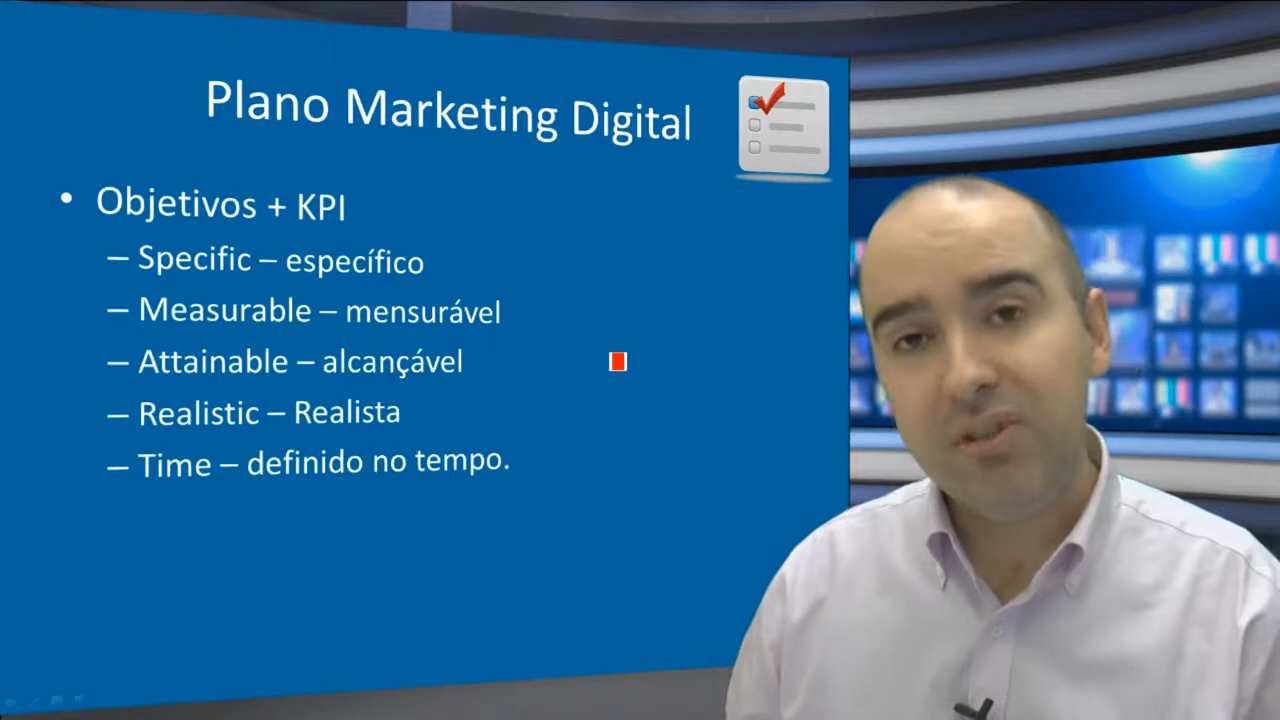 Plano Marketing Digital
• Objetivos + KPI
– Specific – específico
– Measurable – mensurável
– Attainable – alcançável
– Realistic – Realista
– Time – definido no tempo.